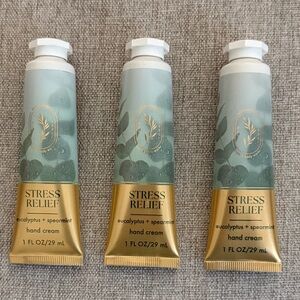 STRESS
RELIEF
eucalyptus + spearmint
hand cream
1 FL OZ/29 mL
STRESS
RELIEF
eucalyptus + spearmint
hand cream
1 FL OZ/29 mL
STRESS
RELIEF
eucalyptus + spearmint
hand cream
1 FL OZ/29 mL